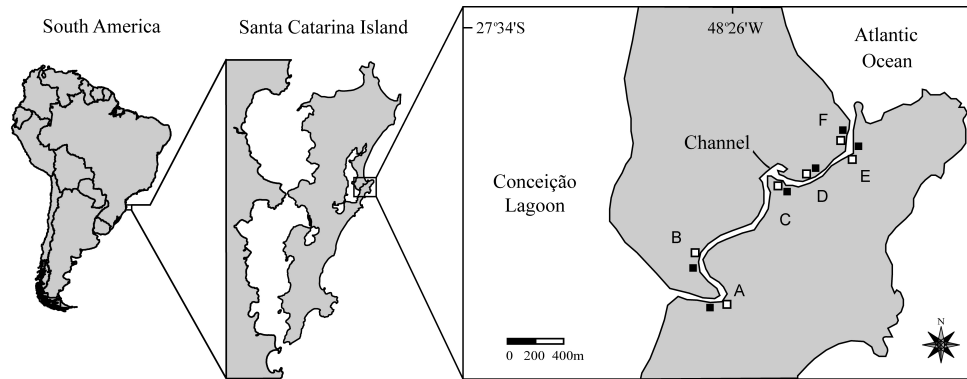 South America
Santa Catarina Island
27°34'S
48°26'W
Atlantic
Ocean
F
Channel
E
Conceição
Lagoon
D
C
B
A
0 200 400m
N